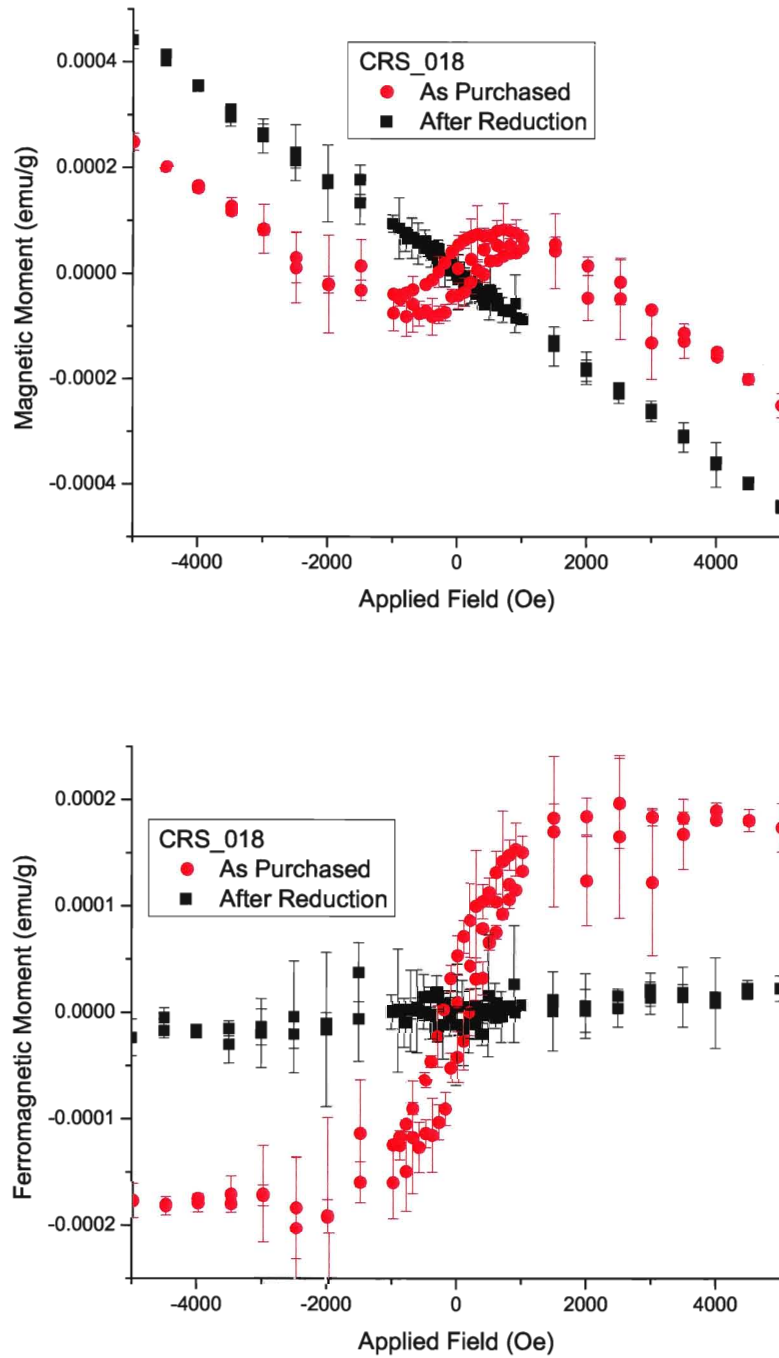 CRS_018
As Purchased
After Reduction
0.0004
0.0002
0.0000
-0.0002
-0.0004
Magnetic Moment (emu/g)
-4000
-2000
0
2000
4000
Applied Field (Oe)
CRS_018
As Purchased
After Reduction
0.0002
0.0001
0.0000
-0.0001
-0.0002
Ferromagnetic Moment (emu/g)
-4000
-2000
0
2000
4000
Applied Field (Oe)